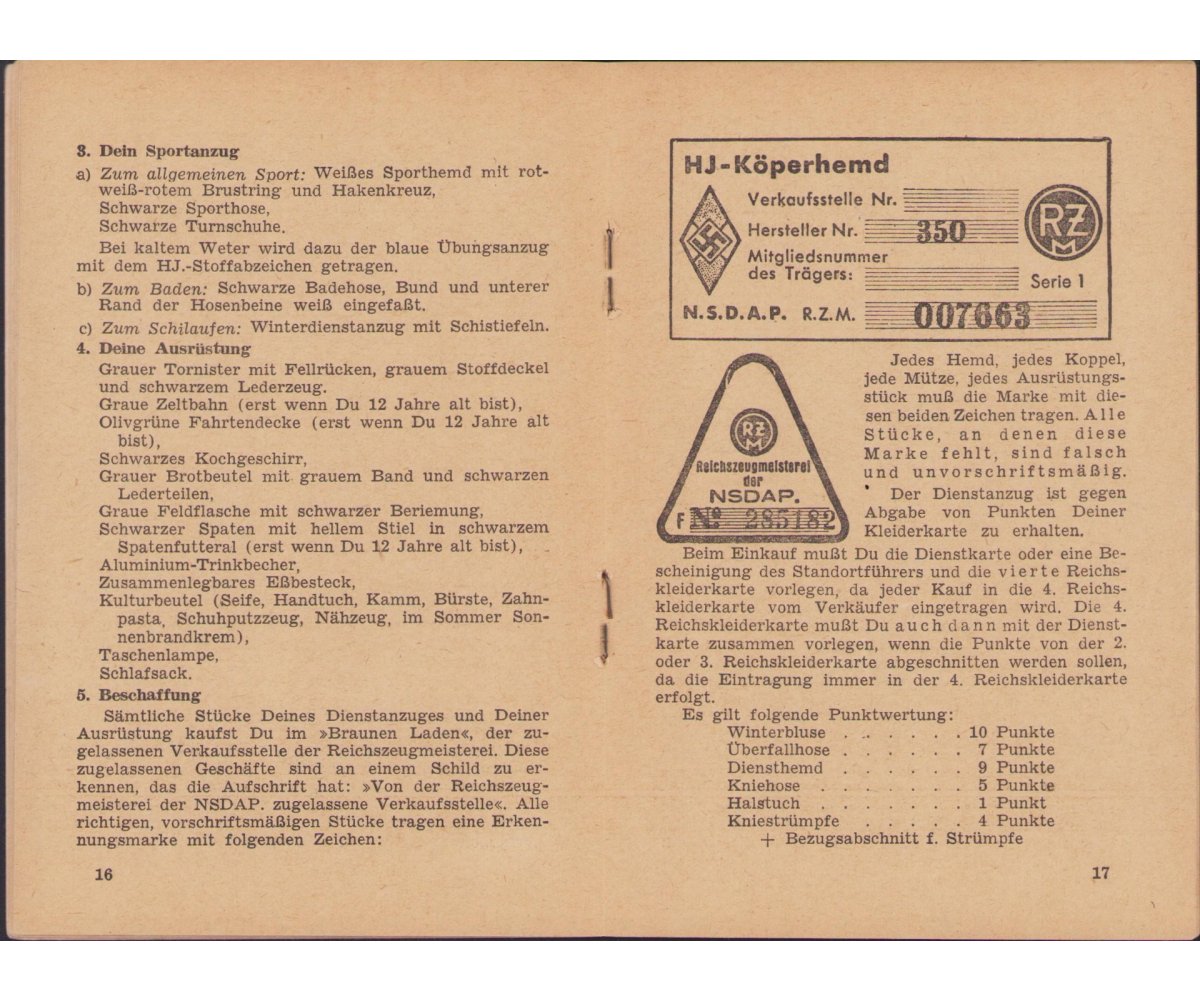 3. Dein Sportanzug
a) Zum allgemeinen Sport: Weißes Sporthemd mit rot-
weiß-rotem Brustring und Hakenkreuz,
Schwarze Sporthose,
Schwarze Turnschuhe.
Bei kaltem Weter wird dazu der blaue Übungsanzug
mit dem HJ.-Stoffabzeichen getragen.
b) Zum Baden: Schwarze Badehose, Bund und unterer
Rand der Hosenbeine weiß eingefaßt.
c) Zum Schilaufen: Winterdienstanzug mit Schistiefeln.
4. Deine Ausrüstung
Grauer Tornister mit Fellrücken, grauem Stoffdeckel
und schwarzem Lederzeug.
Graue Zeltbahn (erst wenn Du 12 Jahre alt bist),
Olivgrüne Fahrtendecke (erst wenn Du 12 Jahre alt
bist),
Schwarzes Kochgeschirr,
Grauer Brotbeutel mit grauem Band und schwarzen
Lederteilen,
Graue Feldflasche mit schwarzer Beriemung,
Schwarzer Spaten mit hellem Stiel in schwarzem
Spatenfutteral (erst wenn Du 12 Jahre alt bist),
Aluminium-Trinkbecher,
Zusammenlegbares Eßbesteck,
Kulturbeutel (Seife, Handtuch, Kamm, Bürste, Zahn-
pasta, Schuhputzzeug, Nähzeug, im Sommer Son-
nenbrandkrem),
Taschenlampe,
Schlafsack.
5. Beschaffung
Sämtliche Stücke Deines Dienstanzuges und Deiner
Ausrüstung kaufst Du im »Braunen Laden«, der zu-
gelassenen Verkaufsstelle der Reichszeugmeisterei. Diese
zugelassenen Geschäfte sind an einem Schild zu er-
kennen, das die Aufschrift hat: »Von der Reichszeug-
meisterei der NSDAP. zugelassene Verkaufsstelle«. Alle
richtigen, vorschriftsmäßigen Stücke tragen eine Erken-
nungsmarke mit folgenden Zeichen:
16
HJ-Köperhemd
Verkaufsstelle Nr.
Hersteller Nr. 350
Mitgliedsnummer
des Trägers:
Serie 1
N.S.D.A.P. R.Z.M. 007663
RZM
RZM
Reichszeugmeisterei
der
NSDAP.
F No 285182
Jedes Hemd, jedes Koppel,
jede Mütze, jedes Ausrüstungs-
stück muß die Marke mit die-
sen beiden Zeichen tragen. Alle
Stücke, an denen diese
Marke fehlt, sind falsch
und unvorschriftsmäßig.
Der Dienstanzug ist gegen
Abgabe von Punkten Deiner
Kleiderkarte zu erhalten.
Beim Einkauf mußt Du die Dienstkarte oder eine Be-
scheinigung des Standortführers und die vierte Reichs-
kleiderkarte vorlegen, da jeder Kauf in die 4. Reichs-
kleiderkarte vom Verkäufer eingetragen wird. Die 4.
Reichskleiderkarte mußt Du auch dann mit der Dienst-
karte zusammen vorlegen, wenn die Punkte von der 2.
oder 3. Reichskleiderkarte abgeschnitten werden sollen,
da die Eintragung immer in der 4. Reichskleiderkarte
erfolgt.
Es gilt folgende Punktwertung:
Winterbluse . . . . . . 10 Punkte
Überfallhose . . . . . . 7 Punkte
Diensthemd . . . . . . 9 Punkte
Kniehose . . . . . . 5 Punkte
Halstuch . . . . . . . 1 Punkt
Kniestrümpfe . . . . . 4 Punkte
+ Bezugsabschnitt f. Strümpfe
17